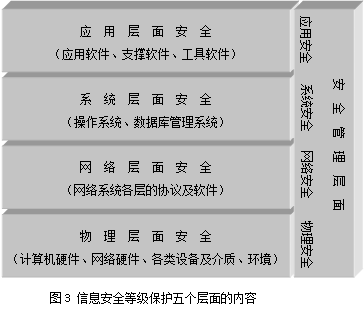 应用层面安全
(应用软件、支撑软件、工具软件)
应用安全
系统层面安全
(操作系统、数据库管理系统)
系统安全
网络层面安全
(网络系统各层的协议及软件)
网络安全
物理层面安全
(计算机硬件、网络硬件、各类设备及介质、环境)
物理安全
安全管理层面
图3 信息安全等级保护五个层面的内容